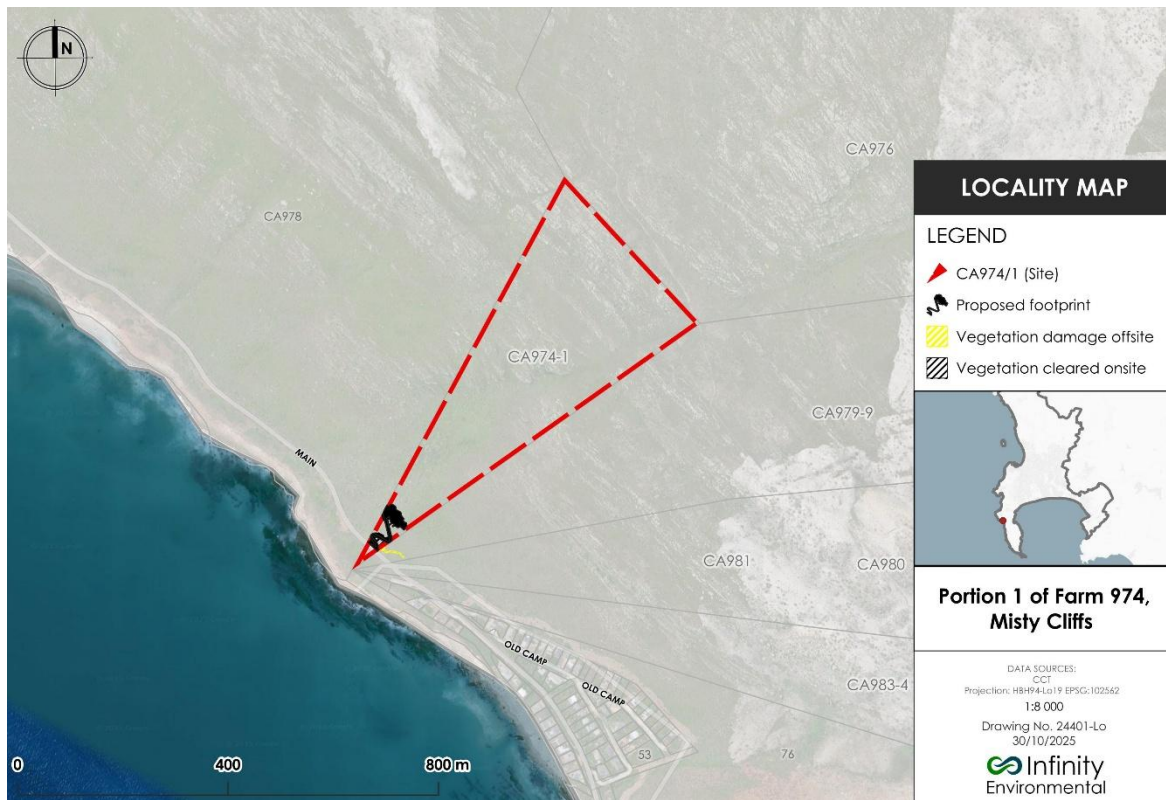 N
CA976
CA978
CA974-1
CA979-9
MAIN
CA981
CA980
OLD CAMP
OLD CAMP
CA983-4
53
76
0
400
800 m
LOCALITY MAP
LEGEND
CA974/1 (Site)
Proposed footprint
Vegetation damage offsite
Vegetation cleared onsite
Portion 1 of Farm 974,
Misty Cliffs
DATA SOURCES:
CCT
Projection: HBH94-Lo19 EPSG:102562
1:8 000
Drawing No. 24401-Lo
30/10/2025
Infinity
Environmental